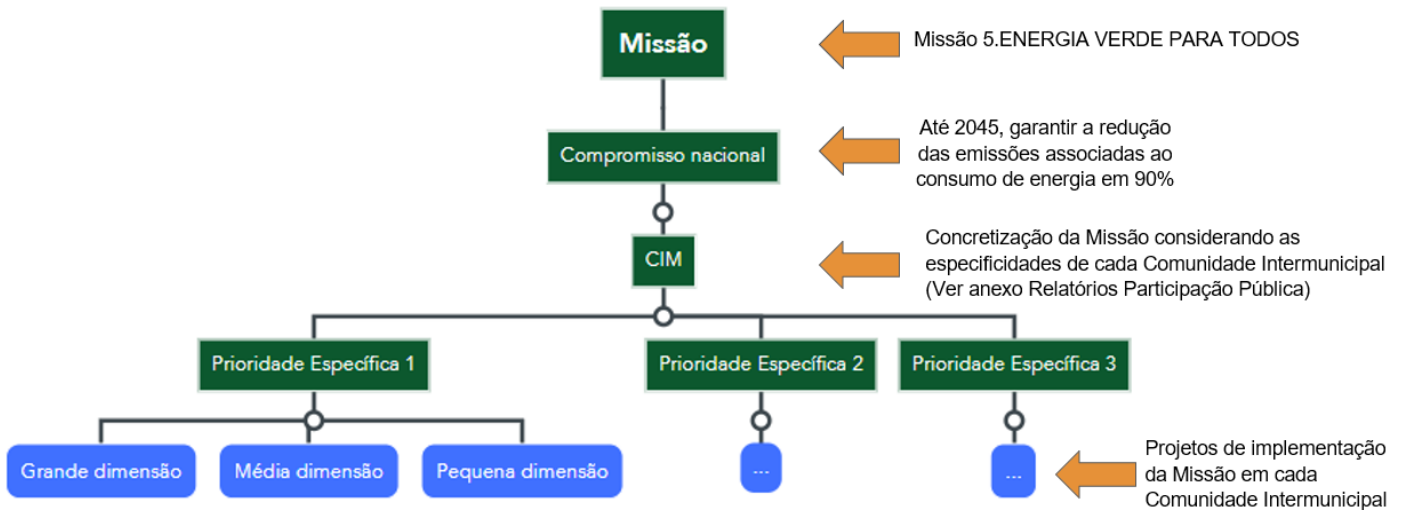 Missão
Missão 5.ENERGIA VERDE PARA TODOS
Compromisso nacional
Até 2045, garantir a redução
das emissões associadas ao
consumo de energia em 90%
CIM
Concretização da Missão considerando as
especificidades de cada Comunidade Intermunicipal
(Ver anexo Relatórios Participação Pública)
Prioridade Específica 1
Prioridade Específica 2
Prioridade Específica 3
Grande dimensão
Média dimensão
Pequena dimensão
...
...
Projetos de implementação
da Missão em cada
Comunidade Intermunicipal